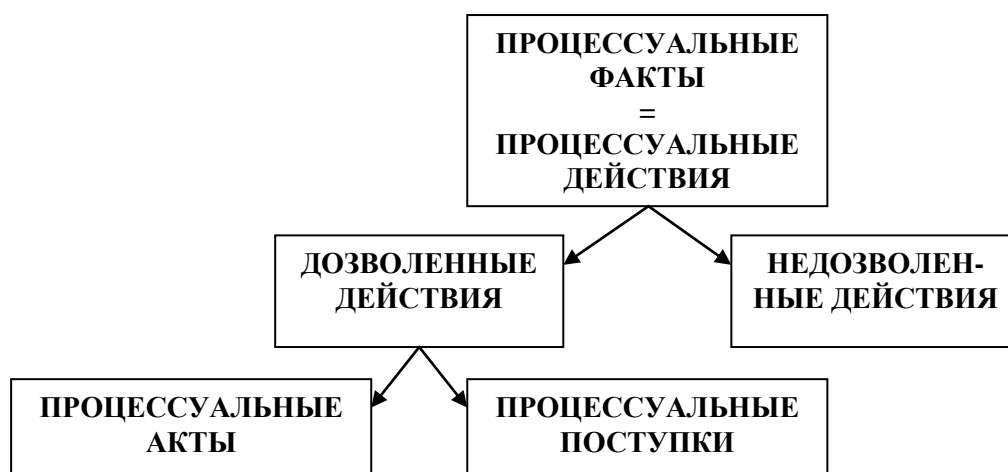 ПРОЦЕССУАЛЬНЫЕ
ФАКТЫ
=
ПРОЦЕССУАЛЬНЫЕ
ДЕЙСТВИЯ
ДОЗВОЛЕННЫЕ
ДЕЙСТВИЯ
НЕДОЗВОЛЕН-
НЫЕ ДЕЙСТВИЯ
ПРОЦЕССУАЛЬНЫЕ
АКТЫ
ПРОЦЕССУАЛЬНЫЕ
ПОСТУПКИ